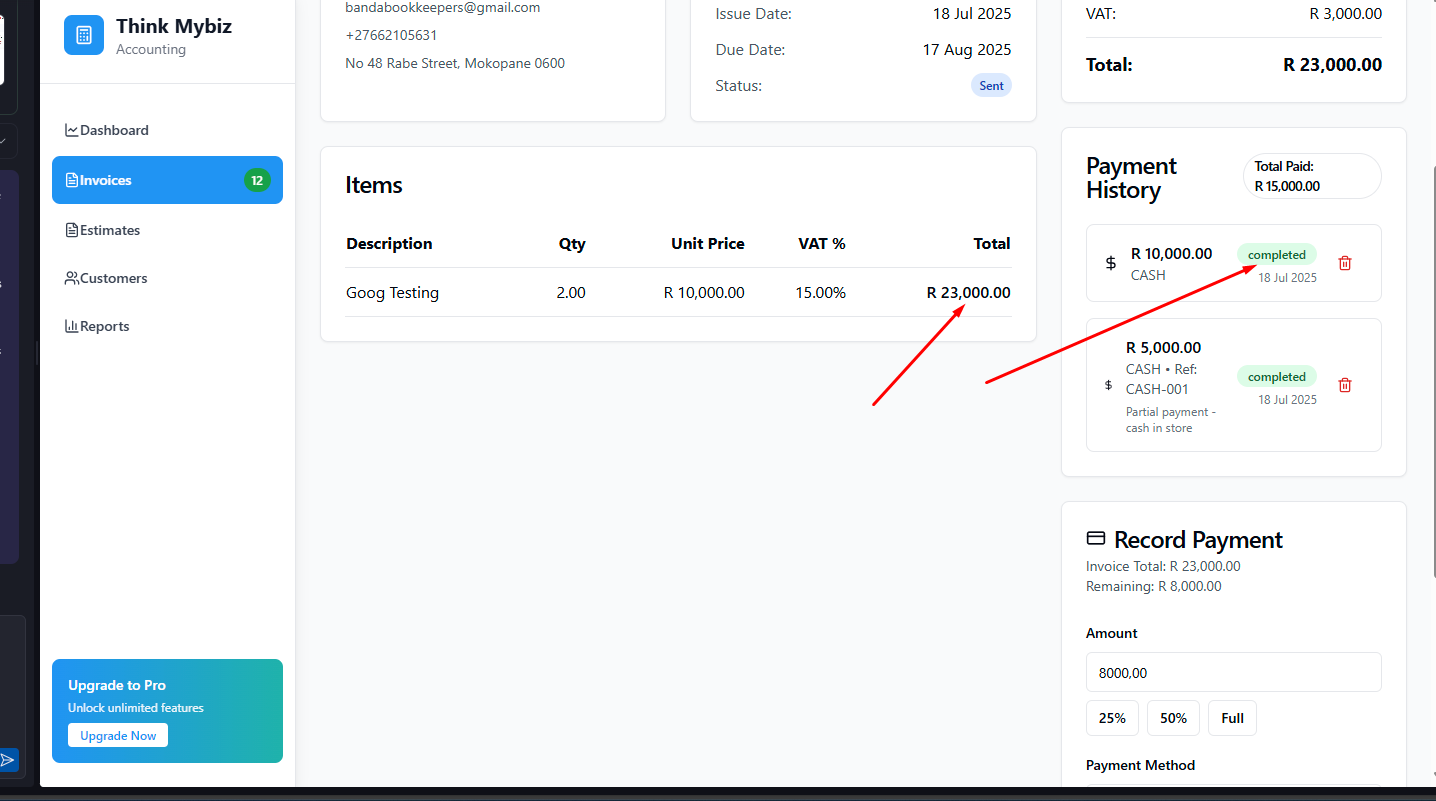 Think Mybiz
Accounting
Dashboard
Invoices 12
Estimates
Customers
Reports
Upgrade to Pro
Unlock unlimited features
Upgrade Now
bandabookkeepers@gmail.com
+27662105631
No 48 Rabe Street, Mokopane 0600
Issue Date: 18 Jul 2025
Due Date: 17 Aug 2025
Status: Sent
Items
Description Qty Unit Price VAT % Total
Goog Testing 2.00 R 10,000.00 15.00% R 23,000.00
VAT: R 3,000.00
Total: R 23,000.00
Payment
History
Total Paid:
R 15,000.00
$ R 10,000.00 completed
CASH 18 Jul 2025
R 5,000.00
CASH • Ref: completed
$ CASH-001 18 Jul 2025
Partial payment -
cash in store
Record Payment
Invoice Total: R 23,000.00
Remaining: R 8,000.00
Amount
8000,00
25% 50% Full
Payment Method